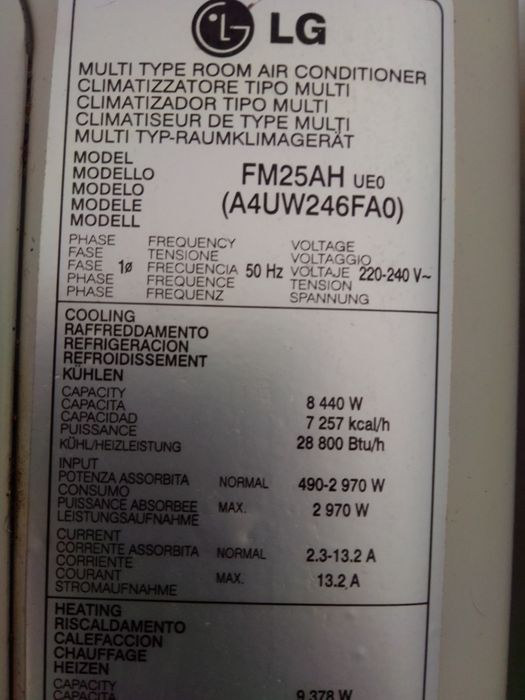 LG
MULTI TYPE ROOM AIR CONDITIONER
CLIMATIZZATORE TIPO MULTI
CLIMATIZADOR TIPO MULTI
CLIMATISEUR DE TYPE MULTI
MULTI TYP-RAUMKLIMAGERÄT
MODEL
MODELLO
MODELO
MODELE
MODELL
FM25AH UE0
(A4UW246FA0)
PHASE FREQUENCY VOLTAGE
FASE TENSIONE VOLTAGGIO
FASE 1ø FRECUENCIA 50 Hz VOLTAJE 220-240 V~
PHASE FREQUENCE TENSION
PHASE FREQUENZ SPANNUNG
COOLING
RAFFREDDAMENTO
REFRIGERACION
REFROIDISSEMENT
KÜHLEN
CAPACITY
CAPACITA 8 440 W
CAPACIDAD 7 257 kcal/h
PUISSANCE
KÜHL/HEIZLEISTUNG 28 800 Btu/h
INPUT
POTENZA ASSORBITA NORMAL 490-2 970 W
CONSUMO
PUISSANCE ABSORBEE MAX. 2 970 W
LEISTUNGSAUFNAHME
CURRENT
CORRENTE ASSORBITA NORMAL 2.3-13.2 A
CORRIENTE
COURANT MAX. 13.2 A
STROMAUFNAHME
HEATING
RISCALDAMENTO
CALEFACCION
CHAUFFAGE
HEIZEN
CAPACITY
CAPACITA 9 378 W